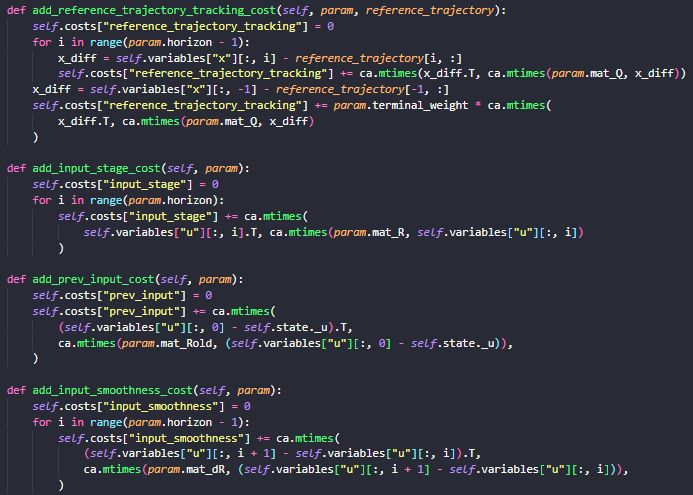 def add_reference_trajectory_tracking_cost(self, param, reference_trajectory):
    self.costs["reference_trajectory_tracking"] = 0
    for i in range(param.horizon - 1):
        x_diff = self.variables["x"][:, i] - reference_trajectory[i, :]
        self.costs["reference_trajectory_tracking"] += ca.mtimes(x_diff.T, ca.mtimes(param.mat_Q, x_diff))
    x_diff = self.variables["x"][:, -1] - reference_trajectory[-1, :]
    self.costs["reference_trajectory_tracking"] += param.terminal_weight * ca.mtimes(
        x_diff.T, ca.mtimes(param.mat_Q, x_diff)
    )
def add_input_stage_cost(self, param):
    self.costs["input_stage"] = 0
    for i in range(param.horizon):
        self.costs["input_stage"] += ca.mtimes(
            self.variables["u"][:, i].T, ca.mtimes(param.mat_R, self.variables["u"][:, i])
        )
def add_prev_input_cost(self, param):
    self.costs["prev_input"] = 0
    self.costs["prev_input"] += ca.mtimes(
        (self.variables["u"][:, 0] - self.state._u).T,
        ca.mtimes(param.mat_Rold, (self.variables["u"][:, 0] - self.state._u)),
    )
def add_input_smoothness_cost(self, param):
    self.costs["input_smoothness"] = 0
    for i in range(param.horizon - 1):
        self.costs["input_smoothness"] += ca.mtimes(
            (self.variables["u"][:, i + 1] - self.variables["u"][:, i]).T,
            ca.mtimes(param.mat_dR, (self.variables["u"][:, i + 1] - self.variables["u"][:, i])),
        )